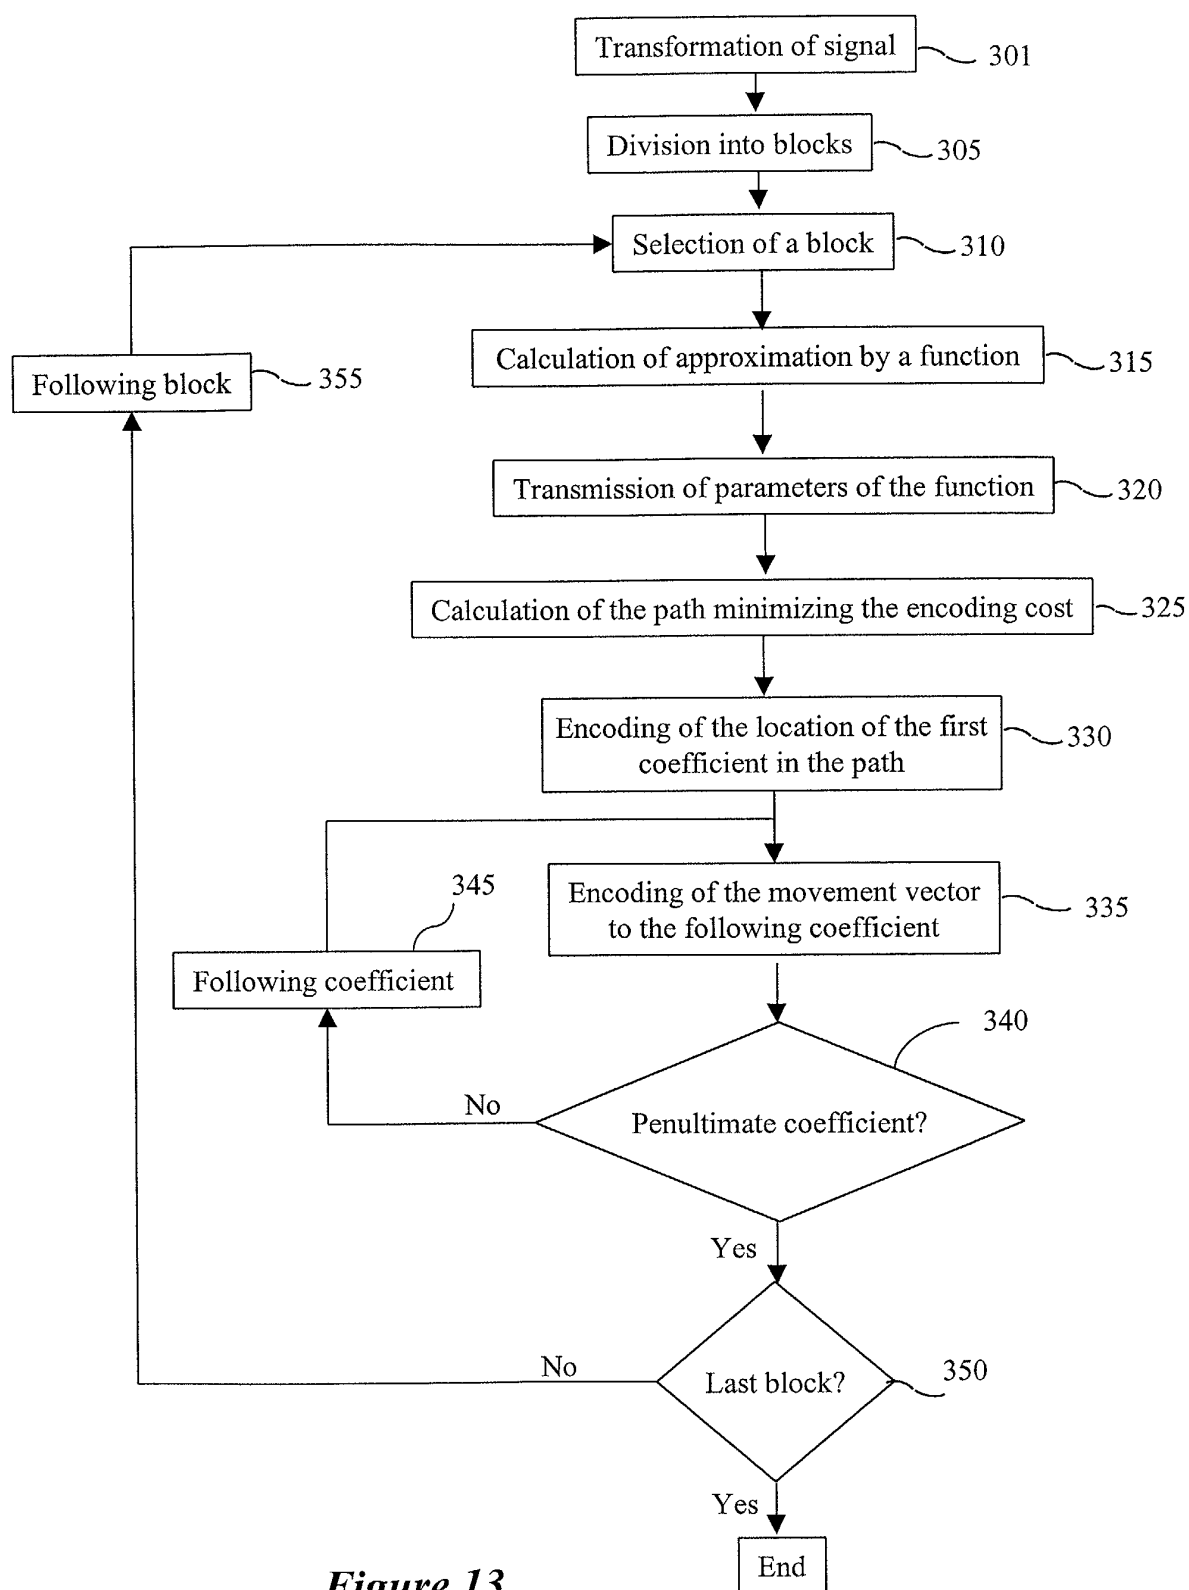 Transformation of signal
301
Division into blocks
305
Selection of a block
310
Calculation of approximation by a function
315
Following block
355
Transmission of parameters of the function
320
Calculation of the path minimizing the encoding cost
325
Encoding of the location of the first
coefficient in the path
330
Encoding of the movement vector
to the following coefficient
335
345
Following coefficient
340
Penultimate coefficient?
No
Yes
Last block?
350
No
Yes
End
Figure 13